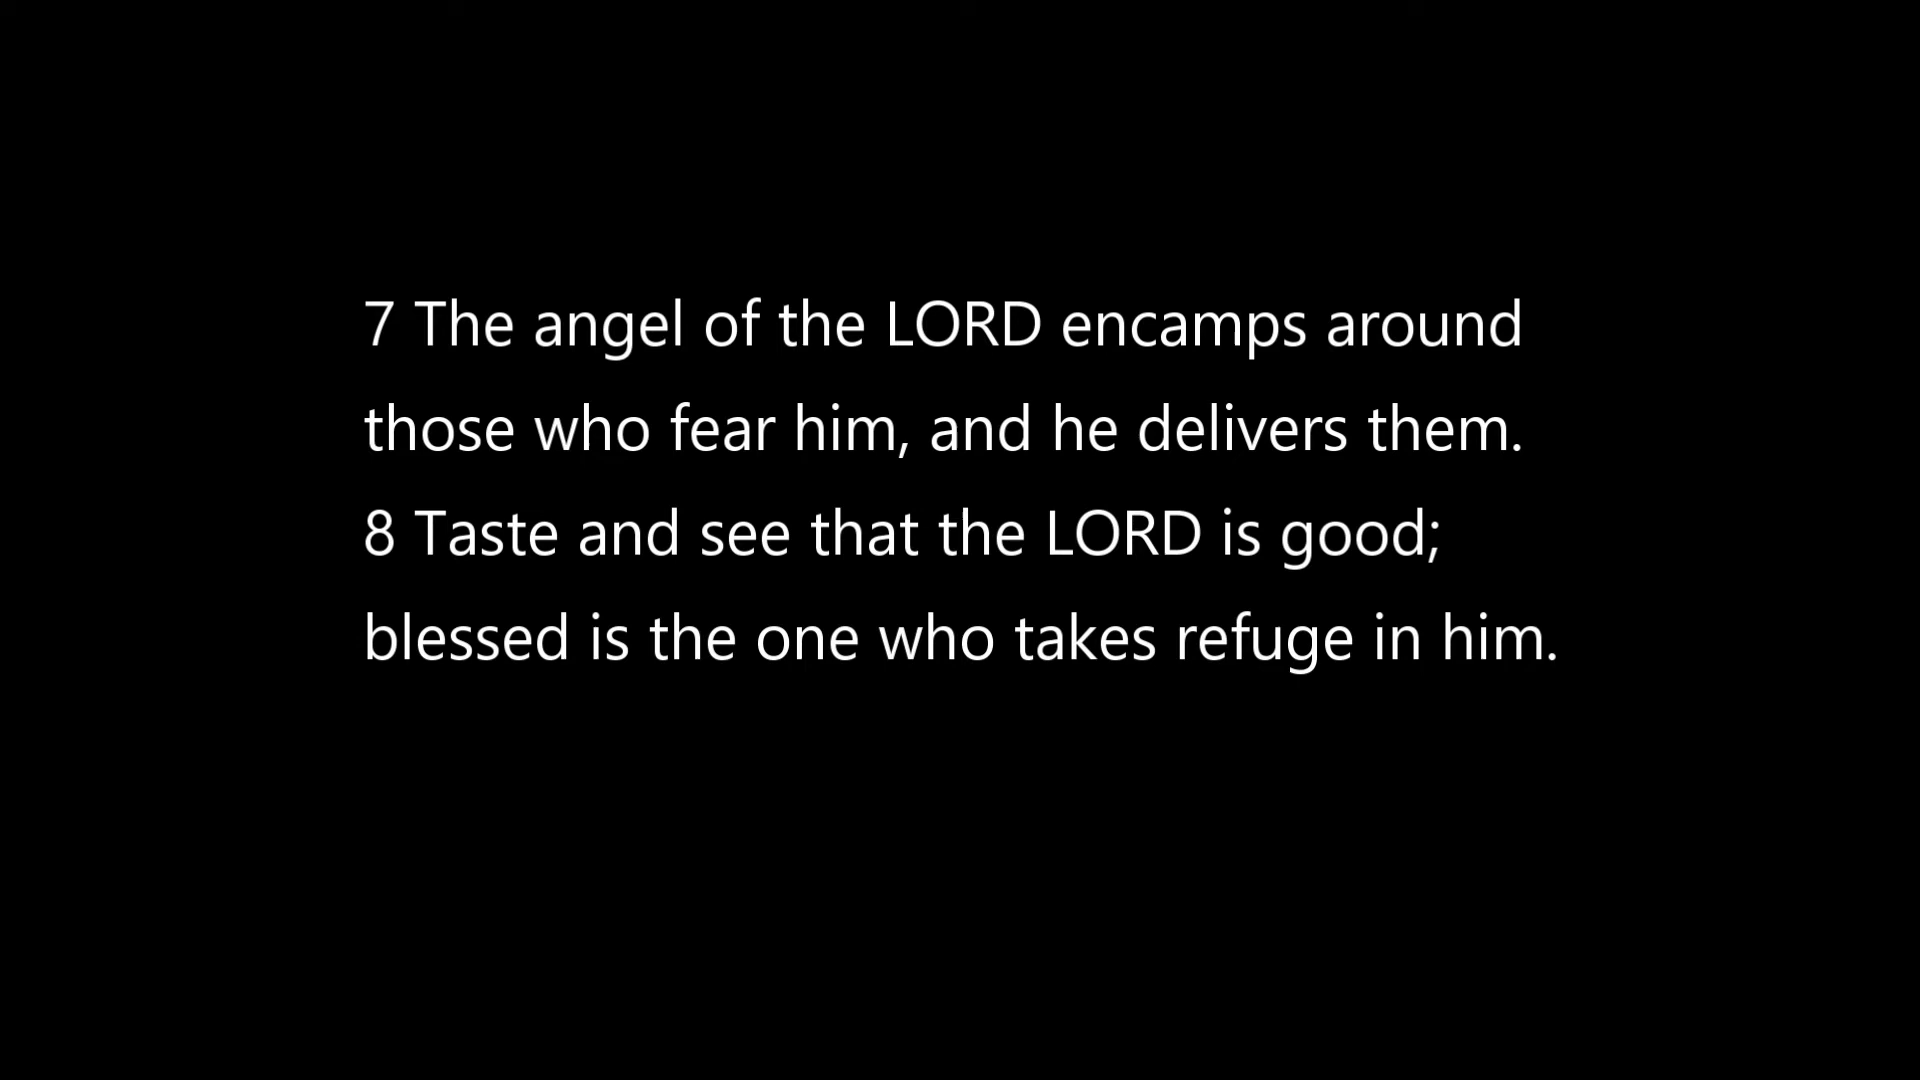 7 The angel of the LORD encamps around
those who fear him, and he delivers them.
8 Taste and see that the LORD is good;
blessed is the one who takes refuge in him.